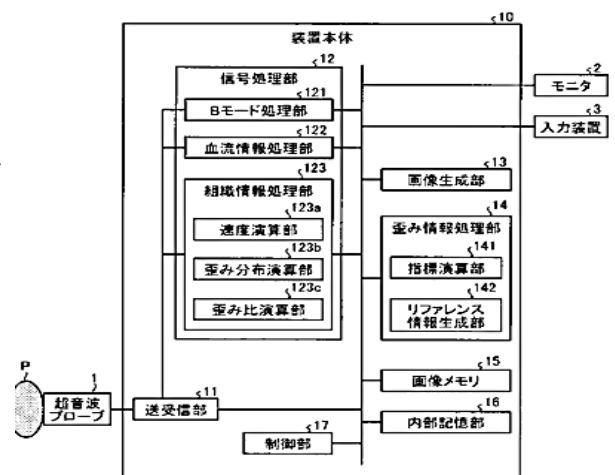 10
装置本体
12
信号処理部
121
Bモード処理部
122
血流情報処理部
123
組織情報処理部
123a
速度演算部
123b
歪み分布演算部
123c
歪み比演算部
2
モニタ
3
入力装置
13
画像生成部
14
歪み情報処理部
141
指標演算部
142
リファレンス
情報生成部
15
画像メモリ
16
内部記憶部
P
1
超音波
プローブ
11
送受信部
17
制御部